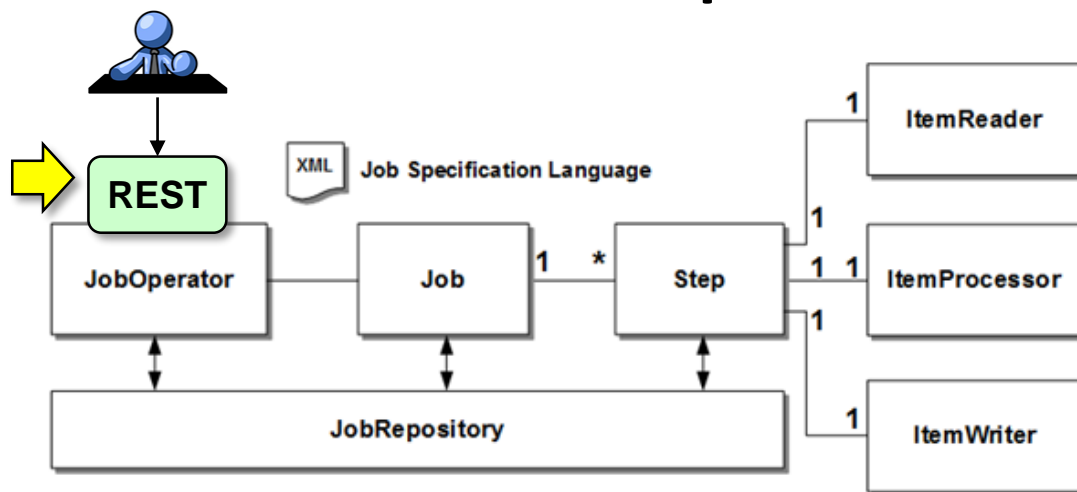 1
ItemReader
XML
Job Specification Language
REST
1
JobOperator
Job
1
*
Step
1
1
ItemProcessor
1
JobRepository
1
ItemWriter